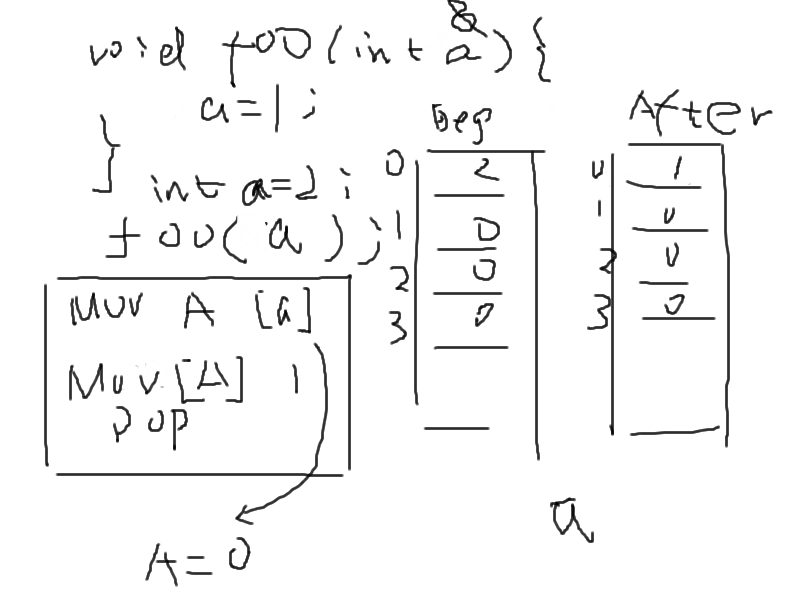 void foo(int &a){
a=1;
}
int a=2;
foo(a);
Mov A [a]
Mov [A] 1
pop
A=0
Beg
0 2
1 0
2 0
3 0
After
0 1
1 0
2 0
3 0
a